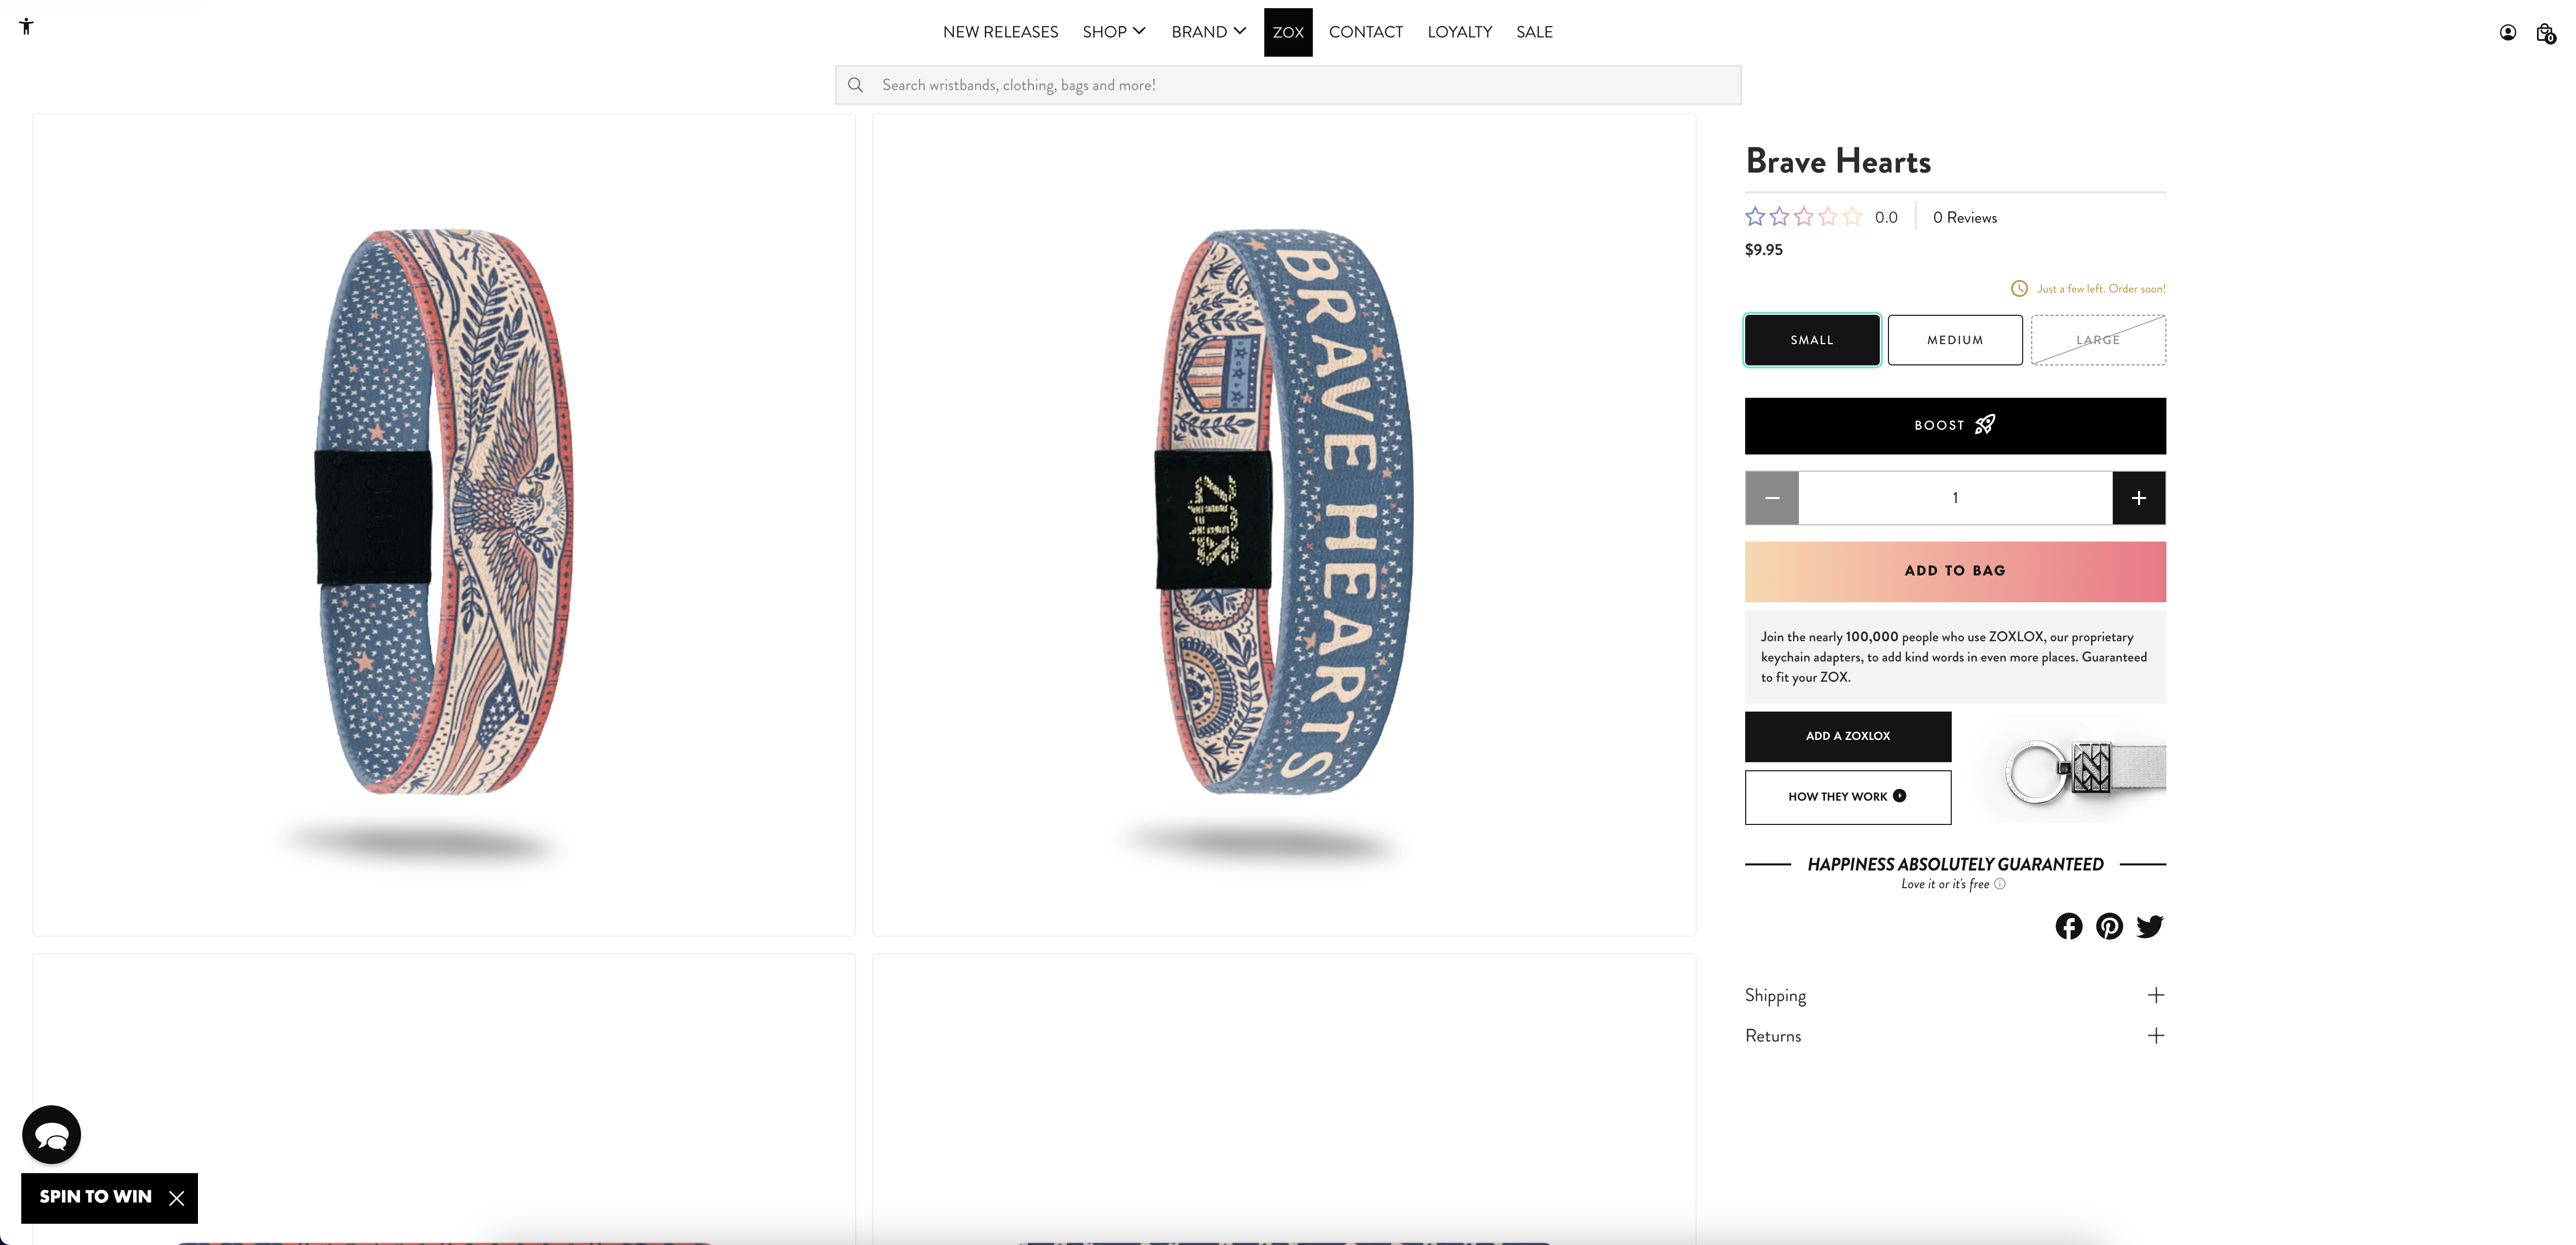 NEW RELEASES SHOP BRAND ZOX CONTACT LOYALTY SALE
0
Search wristbands, clothing, bags and more!
BRAVE HEARTS
Brave Hearts
0.0 0 Reviews
$9.95
Just a few left. Order soon!
SMALL MEDIUM LARGE
BOOST
1
ADD TO BAG
Join the nearly 100,000 people who use ZOXLOX, our proprietary
keychain adapters, to add kind words in even more places. Guaranteed
to fit your ZOX.
ADD A ZOXLOX
HOW THEY WORK
HAPPINESS ABSOLUTELY GUARANTEED
Love it or it's free
Shipping
Returns
SPIN TO WIN